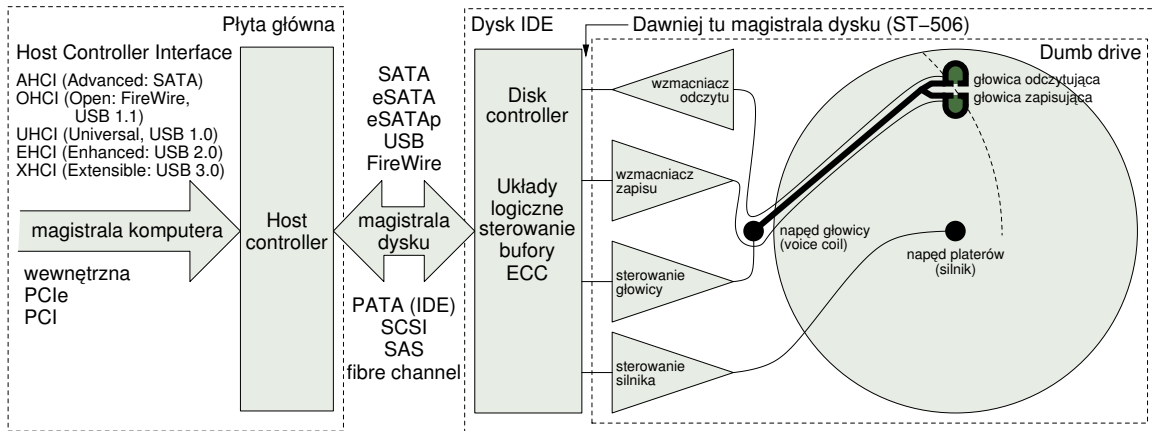 Płyta główna
Host Controller Interface
AHCI (Advanced: SATA)
OHCI (Open: FireWire,
USB 1.1)
UHCI (Universal, USB 1.0)
EHCI (Enhanced: USB 2.0)
XHCI (Extensible: USB 3.0)
magistrala komputera
wewnętrzna
PCIe
PCI
Host
controller
SATA
eSATA
eSATAp
USB
FireWire
magistrala
dysku
PATA (IDE)
SCSI
SAS
fibre channel
Dysk IDE
Disk
controller
Układy
logiczne
sterowanie
bufory
ECC
Dawniej tu magistrala dysku (ST−506)
Dumb drive
wzmacniacz
odczytu
wzmacniacz
zapisu
sterowanie
głowicy
sterowanie
silnika
głowica odczytująca
głowica zapisująca
napęd głowicy
(voice coil)
napęd platerów
(silnik)